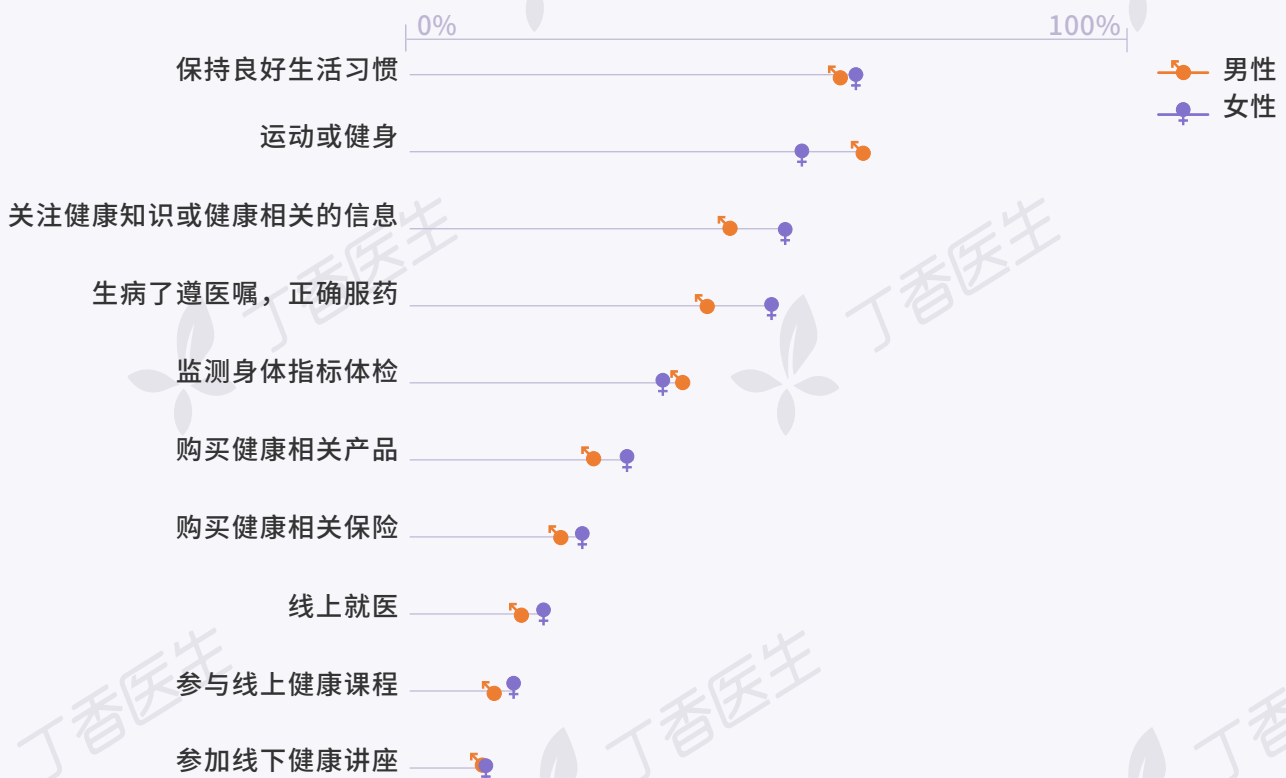 0%
100%
保持良好生活习惯
男性
女性
运动或健身
关注健康知识或健康相关的信息
生病了遵医嘱，正确服药
监测身体指标体检
购买健康相关产品
购买健康相关保险
线上就医
参与线上健康课程
参加线下健康讲座
丁香医生
丁香医生
丁香医生
丁香医生
丁香